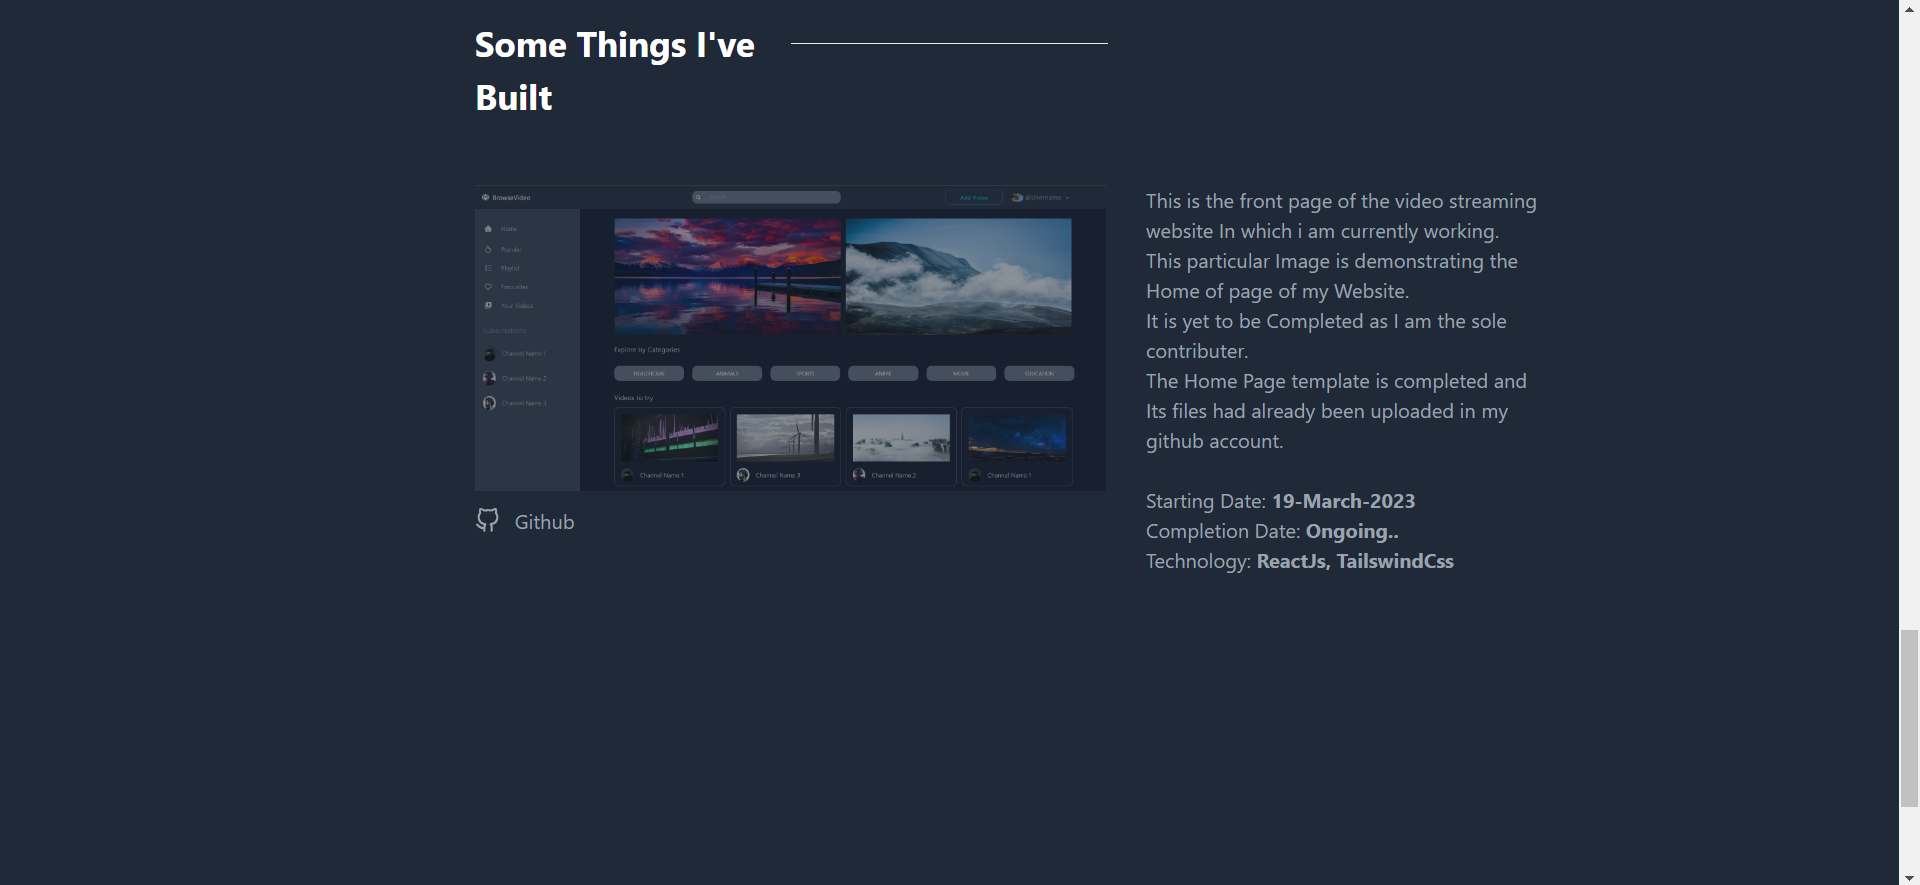 Some Things I've
Built
BrowseVideo
Search
Add Video
@Username
Home
Popular
Playlist
Favourites
Your Videos
Subscriptions
Channel Name 1
Channel Name 2
Channel Name 3
Explore by Categories
HEALTHCARE ANIMALS SPORTS ANIME MOVIE EDUCATION
Videos to try
Channel Name 1 Channel Name 3 Channel Name 2 Channel Name 1
Github
This is the front page of the video streaming
website In which i am currently working.
This particular Image is demonstrating the
Home of page of my Website.
It is yet to be Completed as I am the sole
contributer.
The Home Page template is completed and
Its files had already been uploaded in my
github account.
Starting Date: 19-March-2023
Completion Date: Ongoing..
Technology: ReactJs, TailswindCss